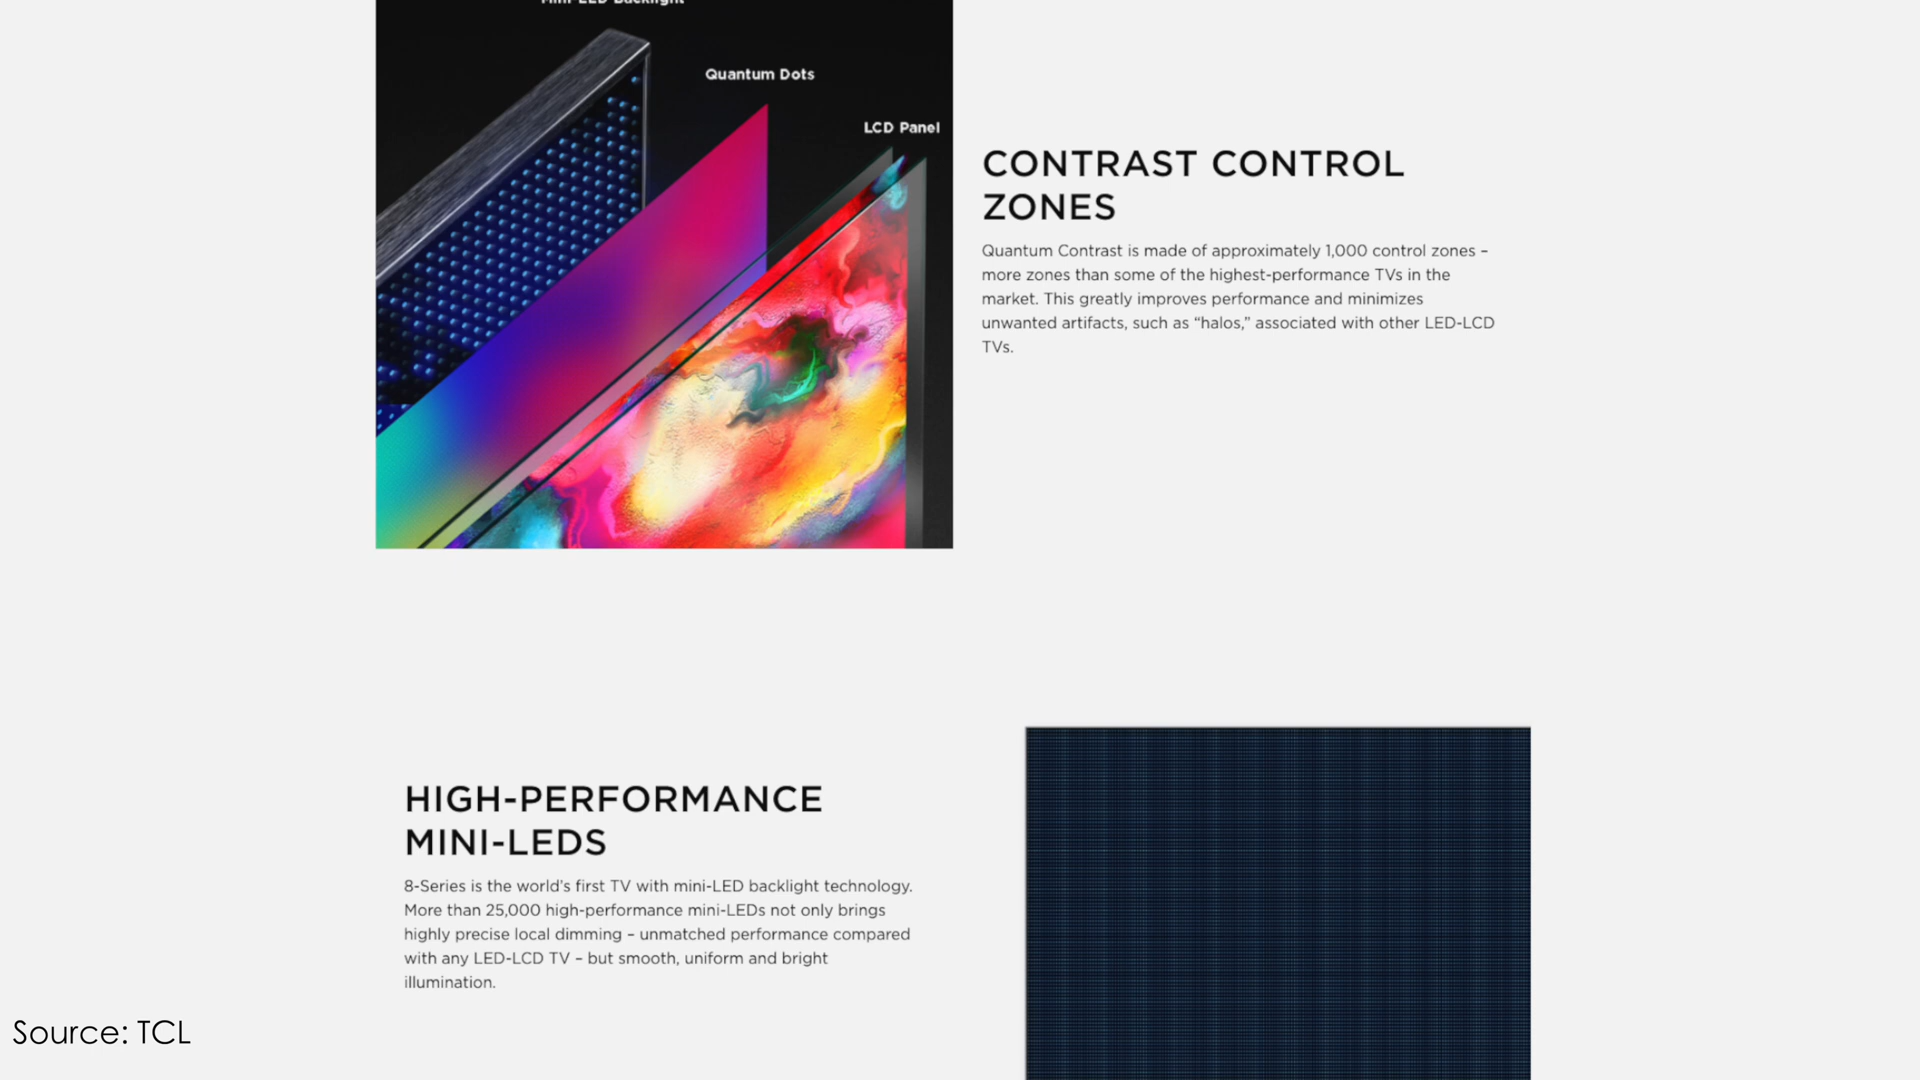 Mini-LED Backlight
Quantum Dots
LCD Panel
CONTRAST CONTROL
ZONES
Quantum Contrast is made of approximately 1,000 control zones –
more zones than some of the highest-performance TVs in the
market. This greatly improves performance and minimizes
unwanted artifacts, such as “halos,” associated with other LED-LCD
TVs.
HIGH-PERFORMANCE
MINI-LEDS
8-Series is the world’s first TV with mini-LED backlight technology.
More than 25,000 high-performance mini-LEDs not only brings
highly precise local dimming – unmatched performance compared
with any LED-LCD TV – but smooth, uniform and bright
illumination.
Source: TCL